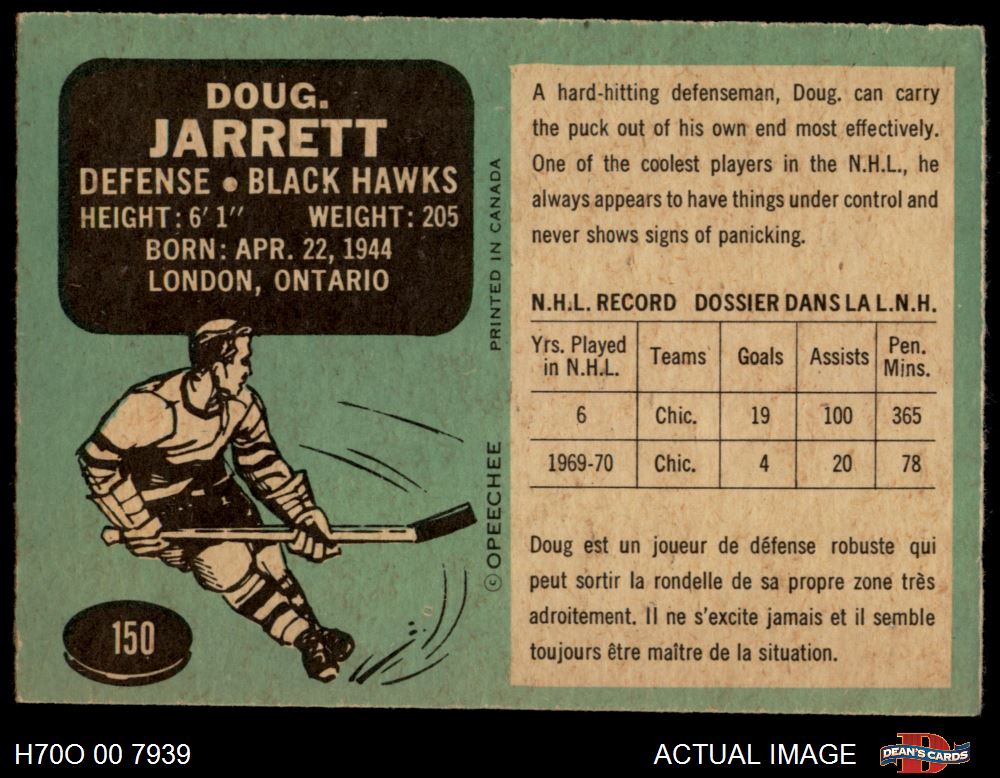 DOUG.
JARRETT
DEFENSE • BLACK HAWKS
HEIGHT: 6' 1" WEIGHT: 205
BORN: APR. 22, 1944
LONDON, ONTARIO
150
© OPEECHEE PRINTED IN CANADA
A hard-hitting defenseman, Doug. can carry
the puck out of his own end most effectively.
One of the coolest players in the N.H.L., he
always appears to have things under control and
never shows signs of panicking.
N.H.L. RECORD DOSSIER DANS LA L.N.H.
Yrs. Played in N.H.L. Teams Goals Assists Pen. Mins.
6 Chic. 19 100 365
1969-70 Chic. 4 20 78
Doug est un joueur de défense robuste qui
peut sortir la rondelle de sa propre zone très
adroitement. Il ne s'excite jamais et il semble
toujours être maître de la situation.
H70O 00 7939 ACTUAL IMAGE DEAN'S CARDS